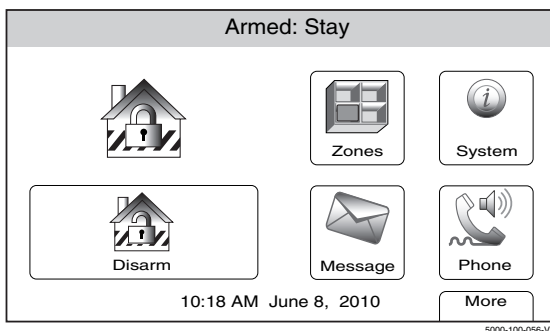 Armed: Stay
Zones
System
Disarm
Message
Phone
10:18 AM June 8, 2010
More
5000-100-056-V